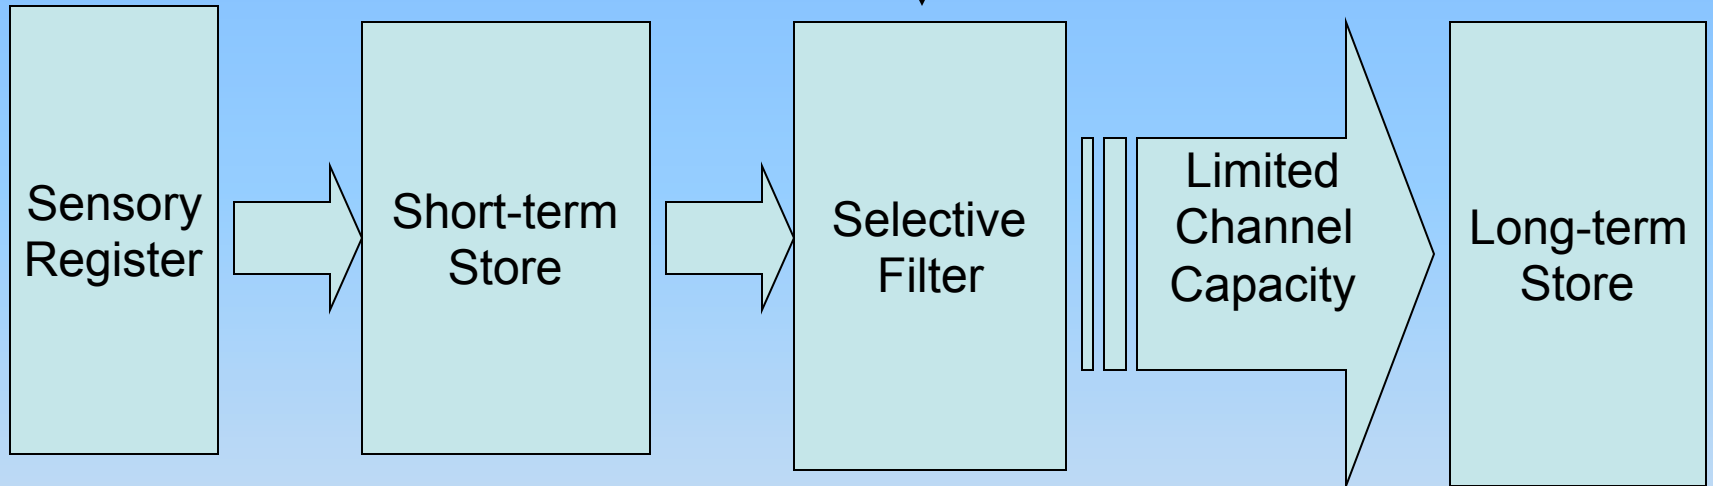 Sensory
Register
Short-term
Store
Selective
Filter
Limited
Channel
Capacity
Long-term
Store